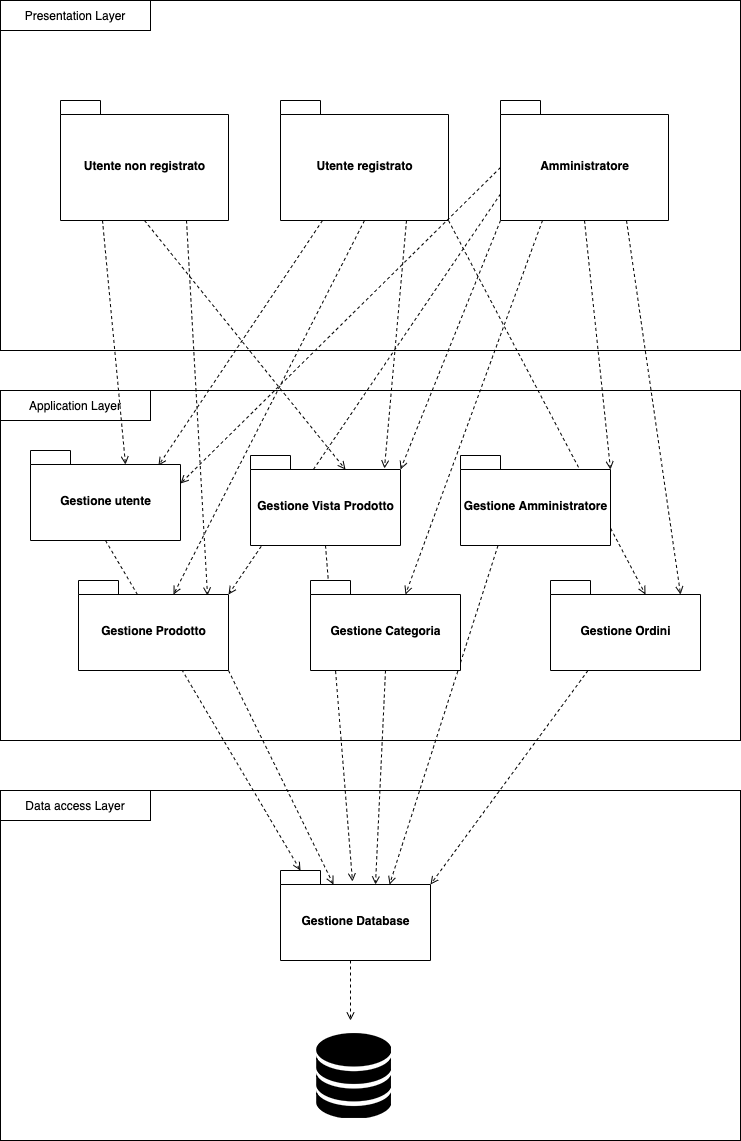 Presentation Layer
Utente non registrato
Utente registrato
Amministratore
Application Layer
Gestione utente
Gestione Vista Prodotto
Gestione Amministratore
Gestione Prodotto
Gestione Categoria
Gestione Ordini
Data access Layer
Gestione Database